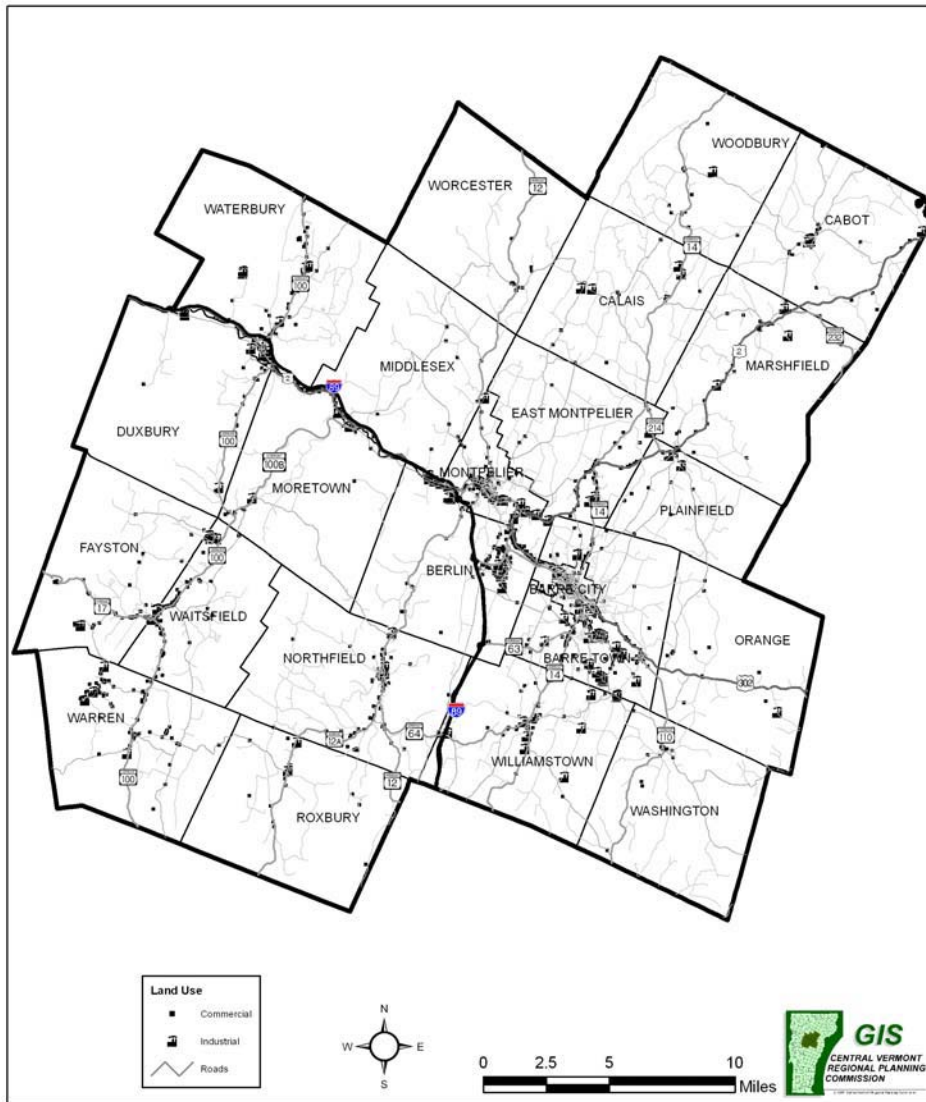 WOODBURY
WORCESTER
12
WATERBURY
CABOT
14
100
CALAIS
232
2
MARSHFIELD
MIDDLESEX
2
89
EAST MONTPELIER
DUXBURY
100
214
100B
MONTPELIER
MORETOWN
14
PLAINFIELD
FAYSTON
100
BERLIN
BARRE CITY
17
WAITSFIELD
ORANGE
63
NORTHFIELD
BARRE TOWN
14
302
89
WARREN
12A
64
110
WILLIAMSTOWN
100
12
ROXBURY
WASHINGTON
Land Use
Commercial
Industrial
Roads
N
W
E
S
0 2.5 5 10
Miles
GIS
CENTRAL VERMONT
REGIONAL PLANNING
COMMISSION